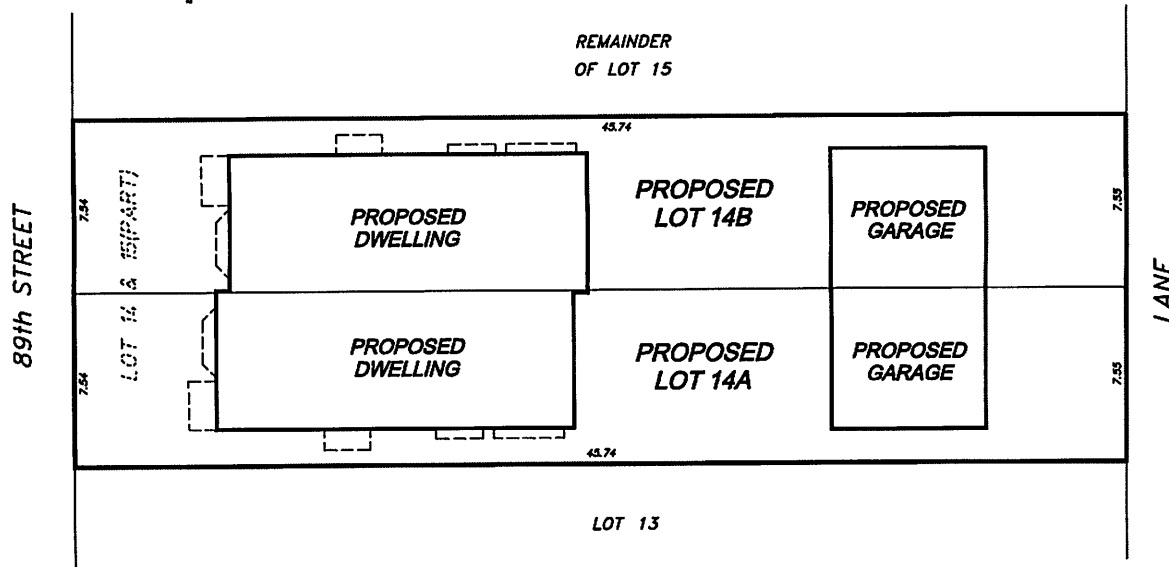 REMAINDER
OF LOT 15
45.74
89th STREET
7.54
LOT 14 & 15(PART)
PROPOSED
DWELLING
PROPOSED
LOT 14B
PROPOSED
GARAGE
7.55
LANE
7.54
PROPOSED
DWELLING
PROPOSED
LOT 14A
PROPOSED
GARAGE
7.55
45.74
LOT 13